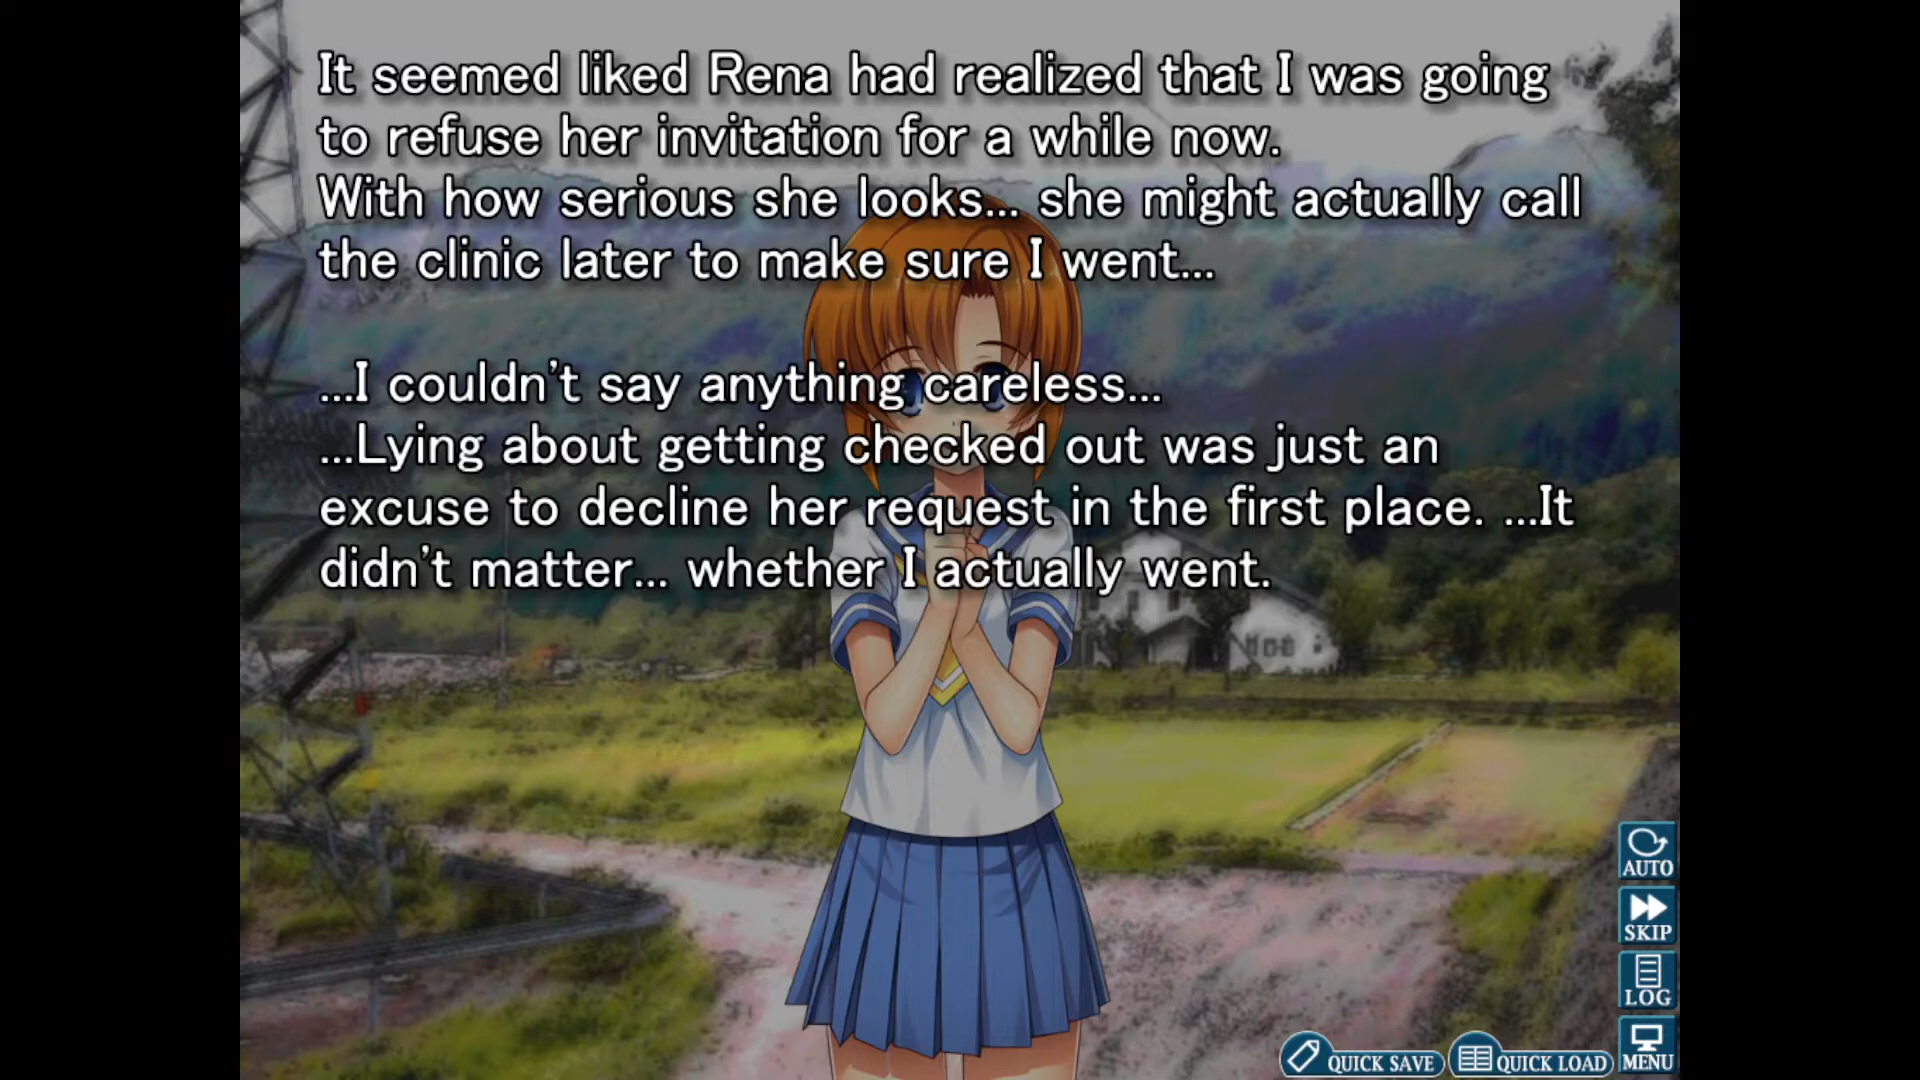 It seemed liked Rena had realized that I was going
to refuse her invitation for a while now.
With how serious she looks... she might actually call
the clinic later to make sure I went...
...I couldn't say anything careless...
...Lying about getting checked out was just an
excuse to decline her request in the first place. ...It
didn't matter... whether I actually went.
AUTO
SKIP
LOG
MENU
QUICK SAVE
QUICK LOAD